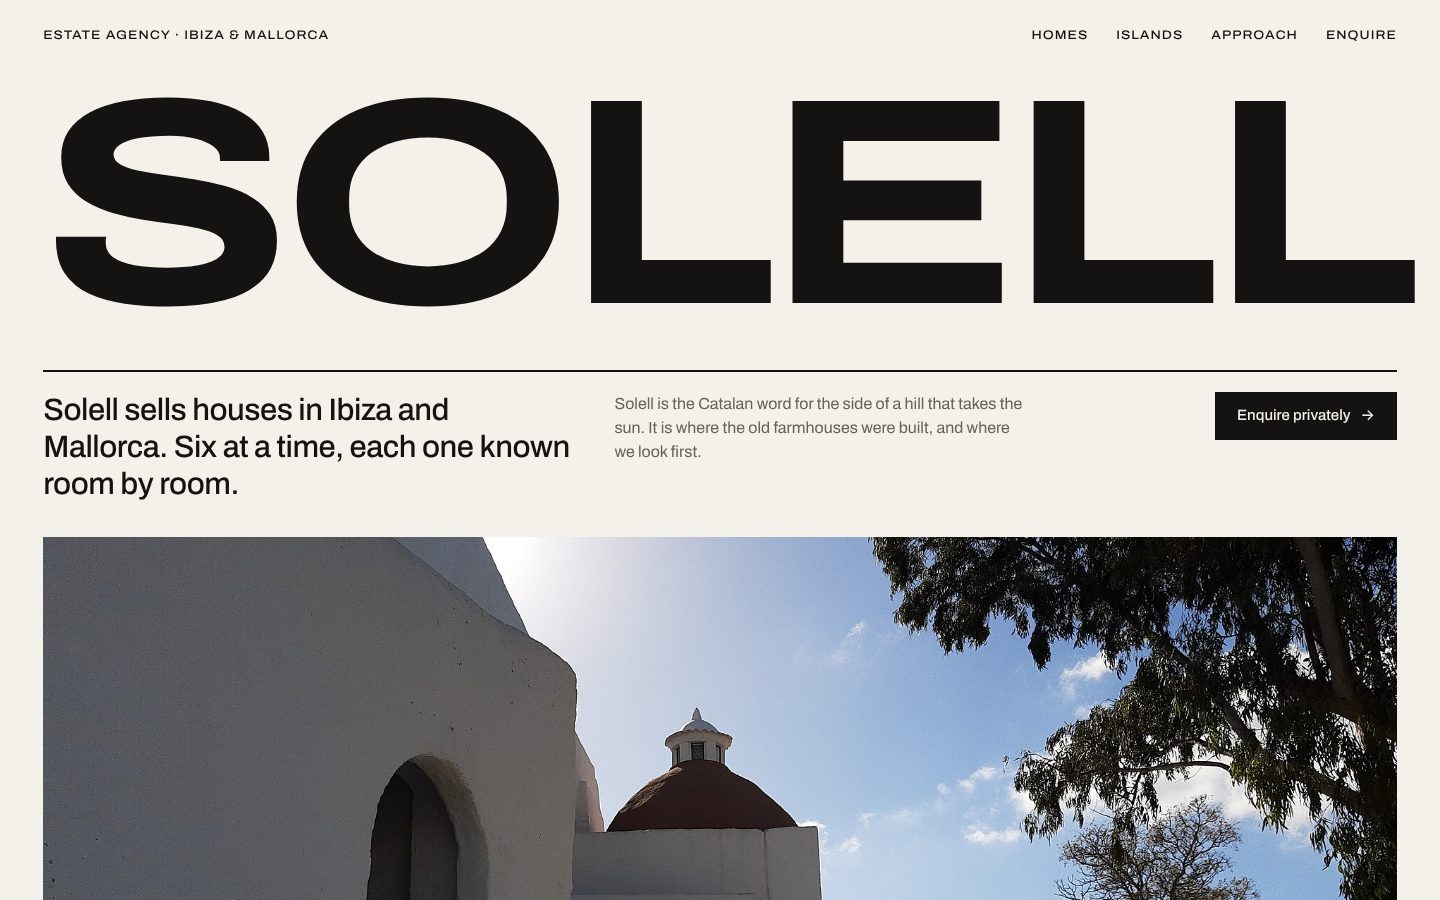 ESTATE AGENCY · IBIZA & MALLORCA
HOMES ISLANDS APPROACH ENQUIRE
SOLELL
Solell sells houses in Ibiza and
Mallorca. Six at a time, each one known
room by room.
Solell is the Catalan word for the side of a hill that takes the
sun. It is where the old farmhouses were built, and where
we look first.
Enquire privately →